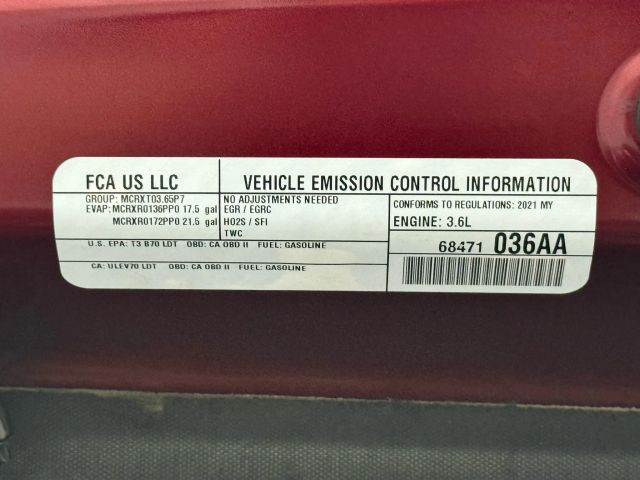 FCA US LLC
VEHICLE EMISSION CONTROL INFORMATION
GROUP: MCRXT03.65P7
EVAP: MCRXR0136PP0 17.5 gal
MCRXR0172PP0 21.5 gal
NO ADJUSTMENTS NEEDED
EGR / EGRC
HO2S / SFI
TWC
CONFORMS TO REGULATIONS: 2021 MY
ENGINE: 3.6L
U.S. EPA: T3 B70 LDT OBD: CA OBD II FUEL: GASOLINE
CA: ULEV70 LDT OBD: CA OBD II FUEL: GASOLINE
68471 036AA